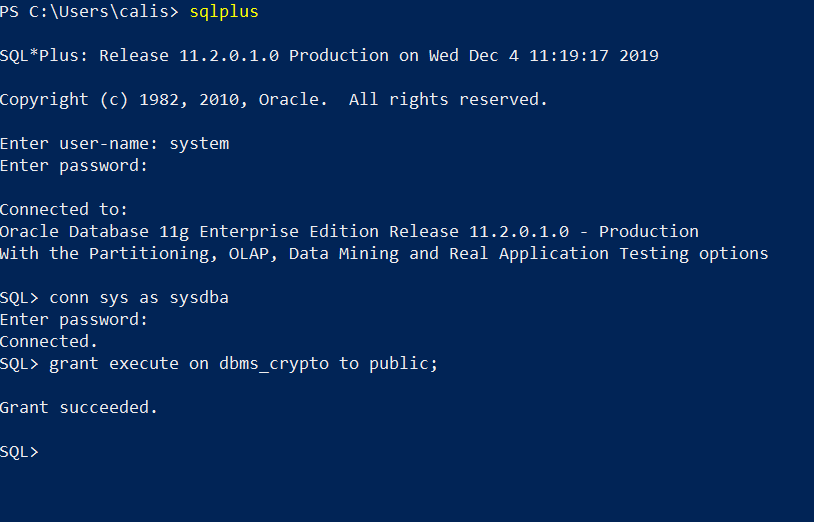 PS C:\Users\calis> sqlplus
SQL*Plus: Release 11.2.0.1.0 Production on Wed Dec 4 11:19:17 2019
Copyright (c) 1982, 2010, Oracle.  All rights reserved.
Enter user-name: system
Enter password:
Connected to:
Oracle Database 11g Enterprise Edition Release 11.2.0.1.0 - Production
With the Partitioning, OLAP, Data Mining and Real Application Testing options
SQL> conn sys as sysdba
Enter password:
Connected.
SQL> grant execute on dbms_crypto to public;
Grant succeeded.
SQL>